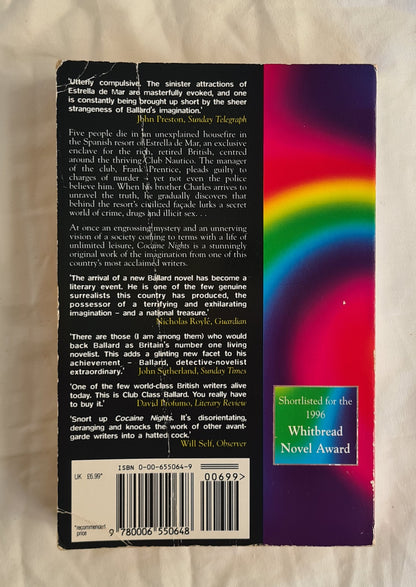 'Utterly compulsive. The sinister attractions of
Estrella de Mar are masterfully evoked, and one
is constantly being brought up short by the sheer
strangeness of Ballard's imagination.'
John Preston, Sunday Telegraph
Five people die in an unexplained housefire in
the Spanish resort of Estrella de Mar, an exclusive
enclave for the rich, retired British, centred
around the thriving Club Nautico. The manager
of the club, Frank Prentice, pleads guilty to
charges of murder – yet not even the police
believe him. When his brother Charles arrives to
unravel the truth, he gradually discovers that
behind the resort's civilized façade lurks a secret
world of crime, drugs and illicit sex. . .
At once an engrossing mystery and an unnerving
vision of a society coming to terms with a life of
unlimited leisure, Cocaine Nights is a stunningly
original work of the imagination from one of this
country's most acclaimed writers.
'The arrival of a new Ballard novel has become a
literary event. He is one of the few genuine
surrealists this country has produced, the
possessor of a terrifying and exhilarating
imagination – and a national treasure.'
Nicholas Royle, Guardian
'There are those (I am among them) who would
back Ballard as Britain's number one living
novelist. This adds a glinting new facet to his
achievement – Ballard, detective-novelist
extraordinary.' John Sutherland, Sunday Times
'One of the few world-class British writers alive
today. This is Club Class Ballard. You really have
to buy it.' David Profumo, Literary Review
'Snort up Cocaine Nights. It's disorientating,
deranging and knocks the work of other avant-
garde writers into a hatted cock.'
Will Self, Observer
Shortlisted for the
1996
Whitbread
Novel Award
ISBN 0-00-655064-9
UK £6.99*
00699>
*recommended
price
9 780006 550648